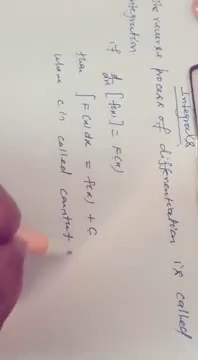 Integrals
The reverse process of differentiation is called
integration.
if d/dx [f(x)] = F(x)
then ∫F(x)dx = f(x) + C
where c is called constant